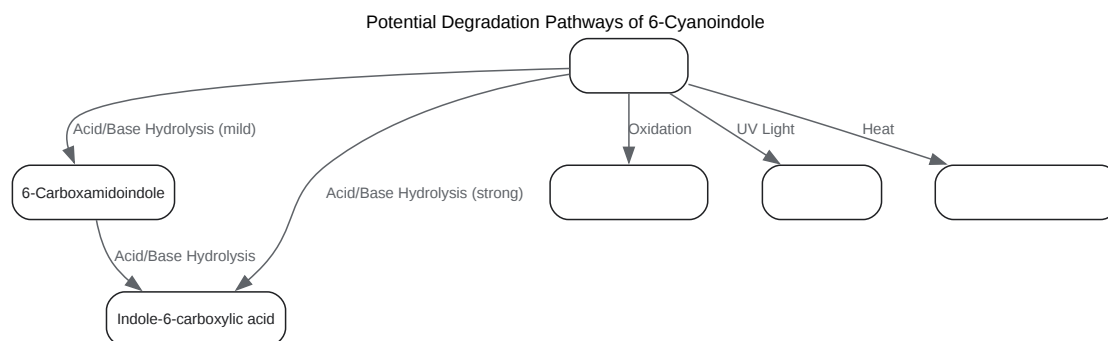 Potential Degradation Pathways of 6-Cyanoindole
Acid/Base Hydrolysis (mild)
Oxidation
UV Light
Heat
6-Carboxamidoindole
Acid/Base Hydrolysis (strong)
Acid/Base Hydrolysis
Indole-6-carboxylic acid